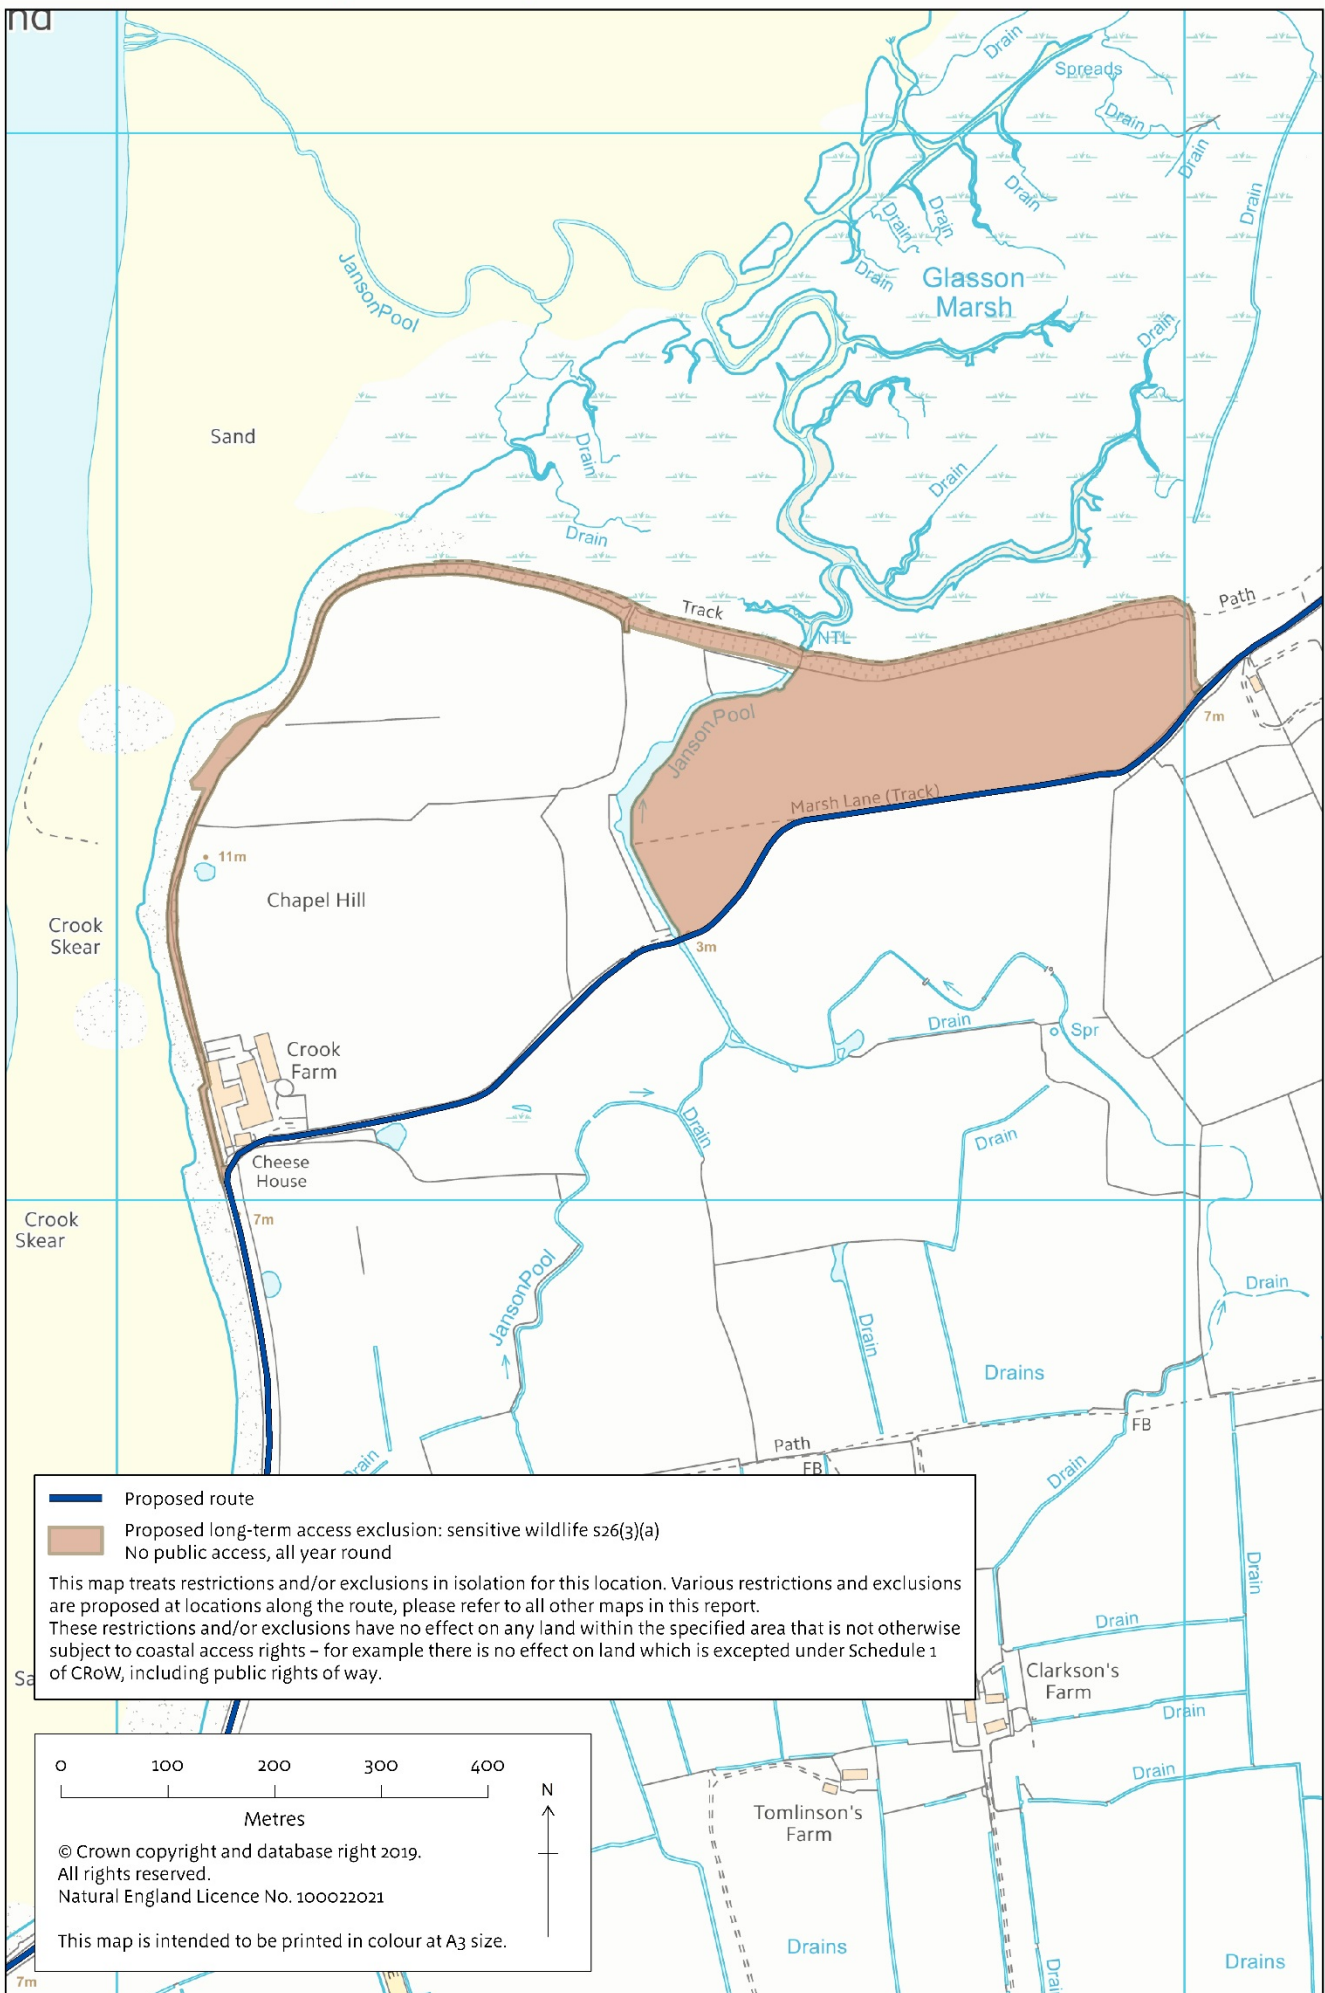 nd
Drain
Spreads
Drain
Drain
Drain
Drain
Drain
Drain
Janson Pool
Drain
Glasson
Marsh
Drain
Sand
Drain
Drain
Drain
Track
Path
NTL
Janson Pool
7m
Marsh Lane (Track)
11m
Chapel Hill
Crook
Skear
3m
Drain
Spr
Crook
Farm
Drain
Drain
Cheese
House
Crook
Skear
7m
Drain
Janson Pool
Drain
Drains
Path
FB
FB
Drain
Drain
Proposed route
Proposed long-term access exclusion: sensitive wildlife s26(3)(a)
No public access, all year round
This map treats restrictions and/or exclusions in isolation for this location. Various restrictions and exclusions
are proposed at locations along the route, please refer to all other maps in this report.
These restrictions and/or exclusions have no effect on any land within the specified area that is not otherwise
subject to coastal access rights – for example there is no effect on land which is excepted under Schedule 1
of CRoW, including public rights of way.
Drain
Drain
Sa
Clarkson's
Farm
Drain
0 100 200 300 400
Metres
N
Drain
Tomlinson's
Farm
© Crown copyright and database right 2019.
All rights reserved.
Natural England Licence No. 100022021
This map is intended to be printed in colour at A3 size.
Drains
Drains
7m